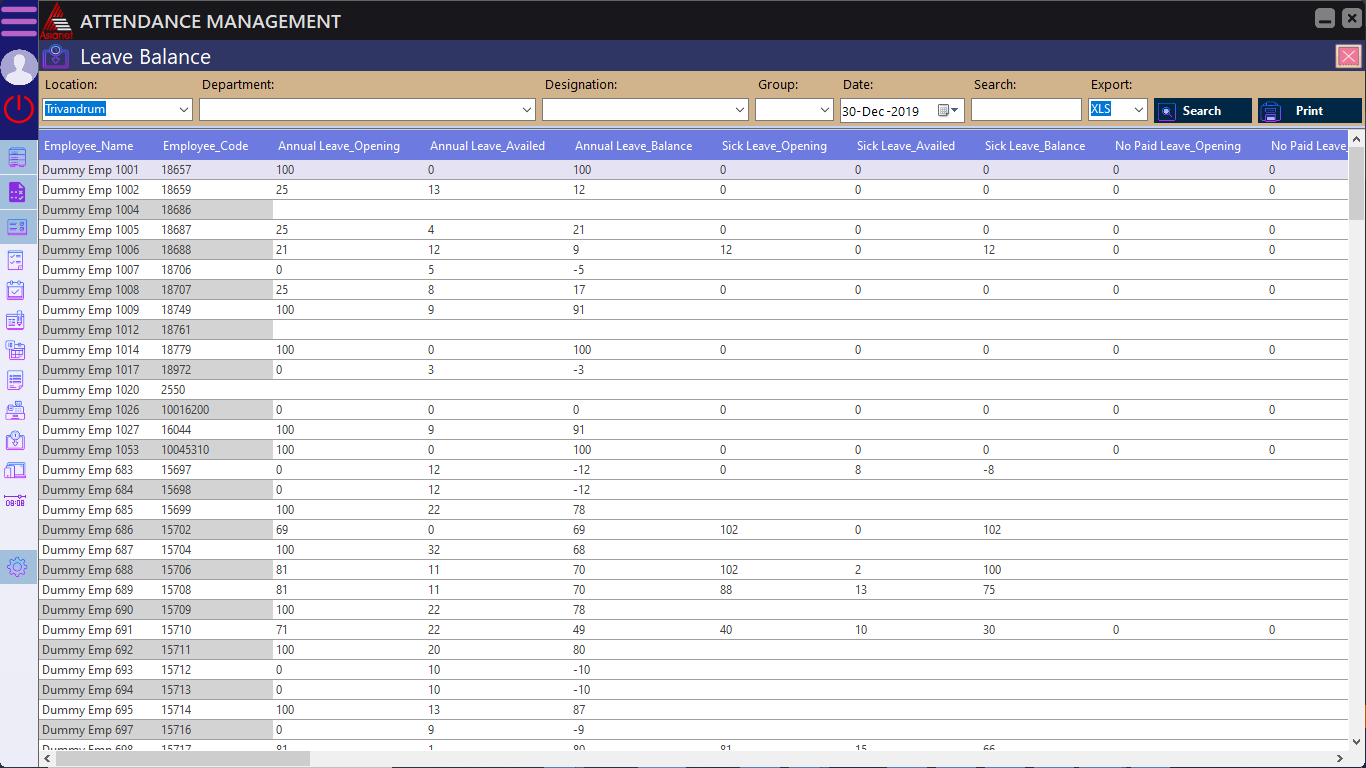 ATTENDANCE MANAGEMENT
Asianet
Leave Balance
Location: Department: Designation: Group: Date: Search: Export:
Trivandrum 30-Dec -2019 XLS Search Print
Employee_Name Employee_Code Annual Leave_Opening Annual Leave_Availed Annual Leave_Balance Sick Leave_Opening Sick Leave_Availed Sick Leave_Balance No Paid Leave_Opening No Paid Leave_
Dummy Emp 1001 18657 100 0 100 0 0 0 0 0
Dummy Emp 1002 18659 25 13 12 0 0 0 0 0
Dummy Emp 1004 18686
Dummy Emp 1005 18687 25 4 21 0 0 0 0 0
Dummy Emp 1006 18688 21 12 9 12 0 12 0 0
Dummy Emp 1007 18706 0 5 -5
Dummy Emp 1008 18707 25 8 17 0 0 0 0 0
Dummy Emp 1009 18749 100 9 91
Dummy Emp 1012 18761
Dummy Emp 1014 18779 100 0 100 0 0 0 0 0
Dummy Emp 1017 18972 0 3 -3
Dummy Emp 1020 2550
Dummy Emp 1026 10016200 0 0 0 0 0 0 0 0
Dummy Emp 1027 16044 100 9 91
Dummy Emp 1053 10045310 100 0 100 0 0 0 0 0
Dummy Emp 683 15697 0 12 -12 0 8 -8
Dummy Emp 684 15698 0 12 -12
Dummy Emp 685 15699 100 22 78
Dummy Emp 686 15702 69 0 69 102 0 102
Dummy Emp 687 15704 100 32 68
Dummy Emp 688 15706 81 11 70 102 2 100
Dummy Emp 689 15708 81 11 70 88 13 75
Dummy Emp 690 15709 100 22 78
Dummy Emp 691 15710 71 22 49 40 10 30 0 0
Dummy Emp 692 15711 100 20 80
Dummy Emp 693 15712 0 10 -10
Dummy Emp 694 15713 0 10 -10
Dummy Emp 695 15714 100 13 87
Dummy Emp 697 15716 0 9 -9
Dummy Emp 698 15717 81 1 80 81 15 66
08:08